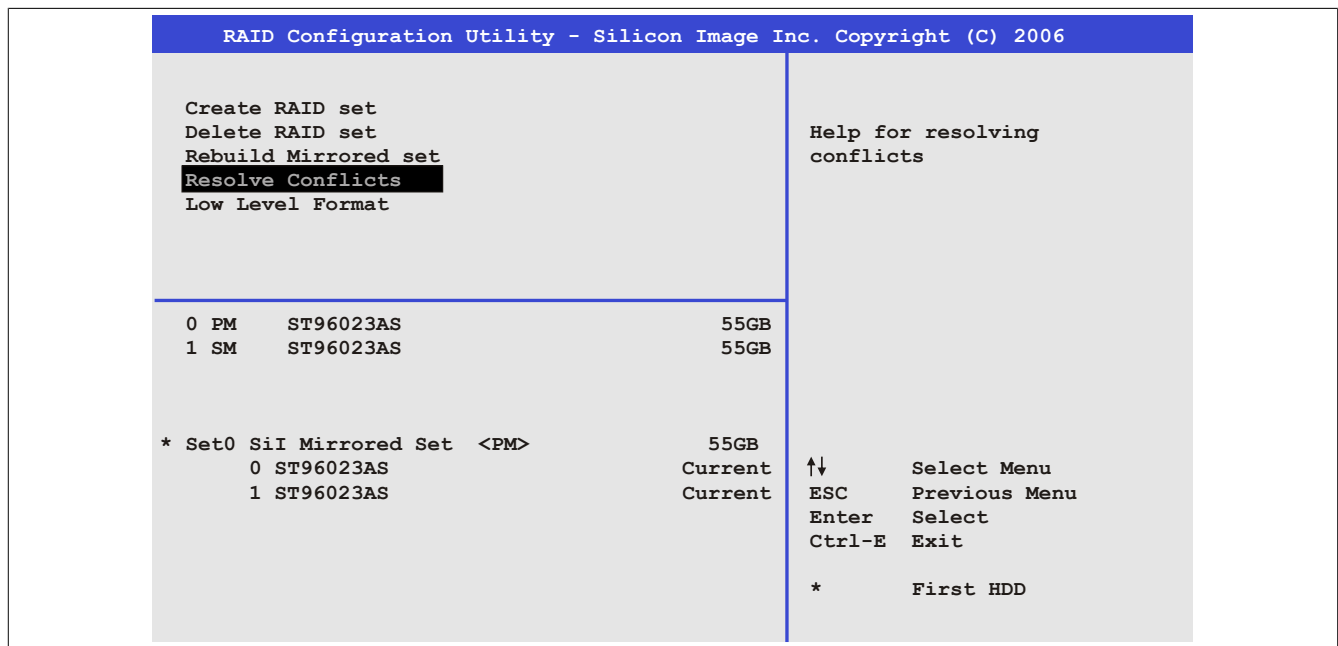 RAID Configuration Utility - Silicon Image Inc. Copyright (C) 2006
Create RAID set
Delete RAID set
Rebuild Mirrored set
Resolve Conflicts
Low Level Format
Help for resolving
conflicts
0 PM ST96023AS 55GB
1 SM ST96023AS 55GB
* Set0 SiI Mirrored Set <PM> 55GB
0 ST96023AS Current
1 ST96023AS Current
↑↓ Select Menu
ESC Previous Menu
Enter Select
Ctrl-E Exit
* First HDD